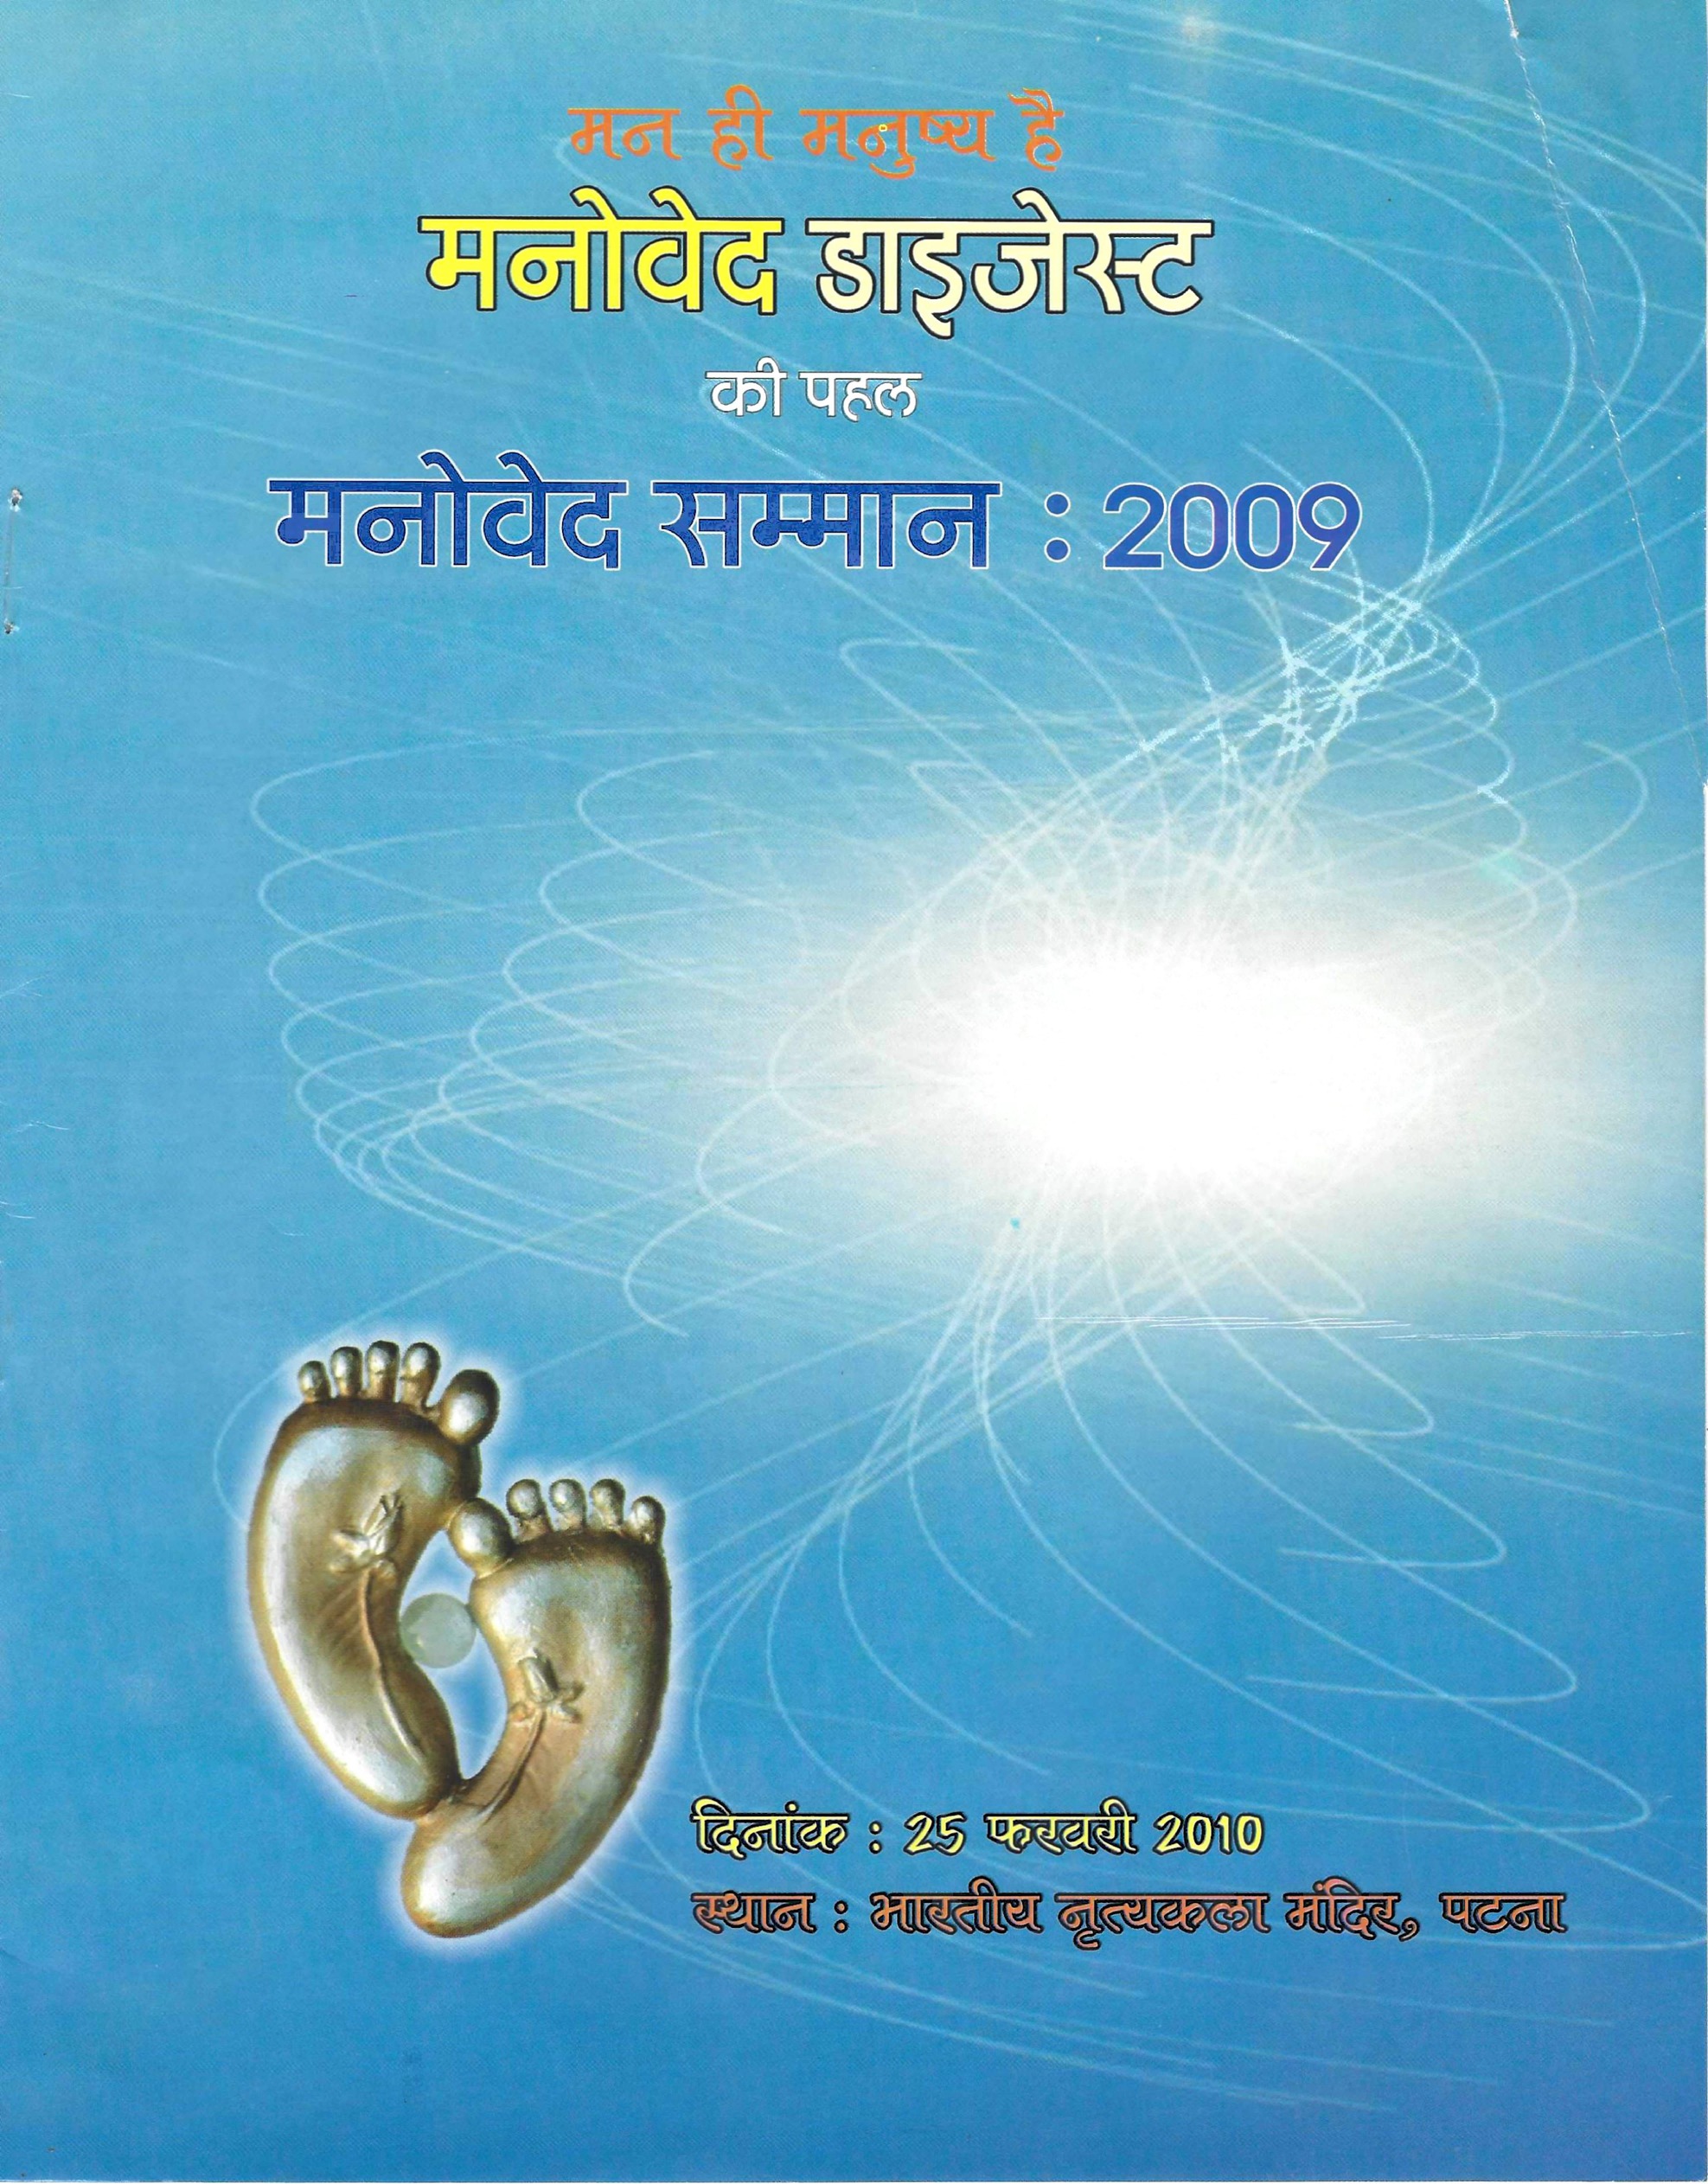 मन ही मनुष्य है
मनोवेद डाइजेस्ट
की पहल
मनोवेद सम्मान : 2009
दिनांक : 25 फरवरी 2010
स्थान : भारतीय नृत्यकला मंदिर, पटना